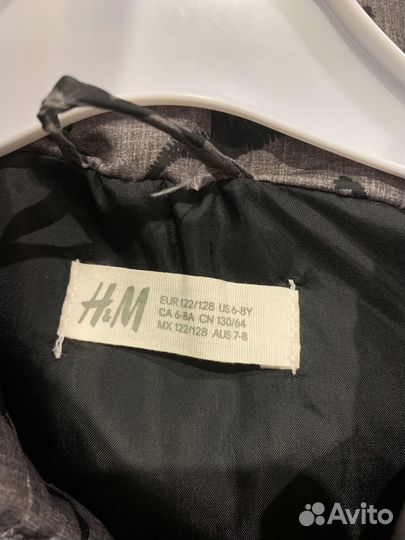 H&M
EUR 122/128 US 6-8Y
CA 6-8A CN 130/64
MX 122/128 AUS 7-8
Avito